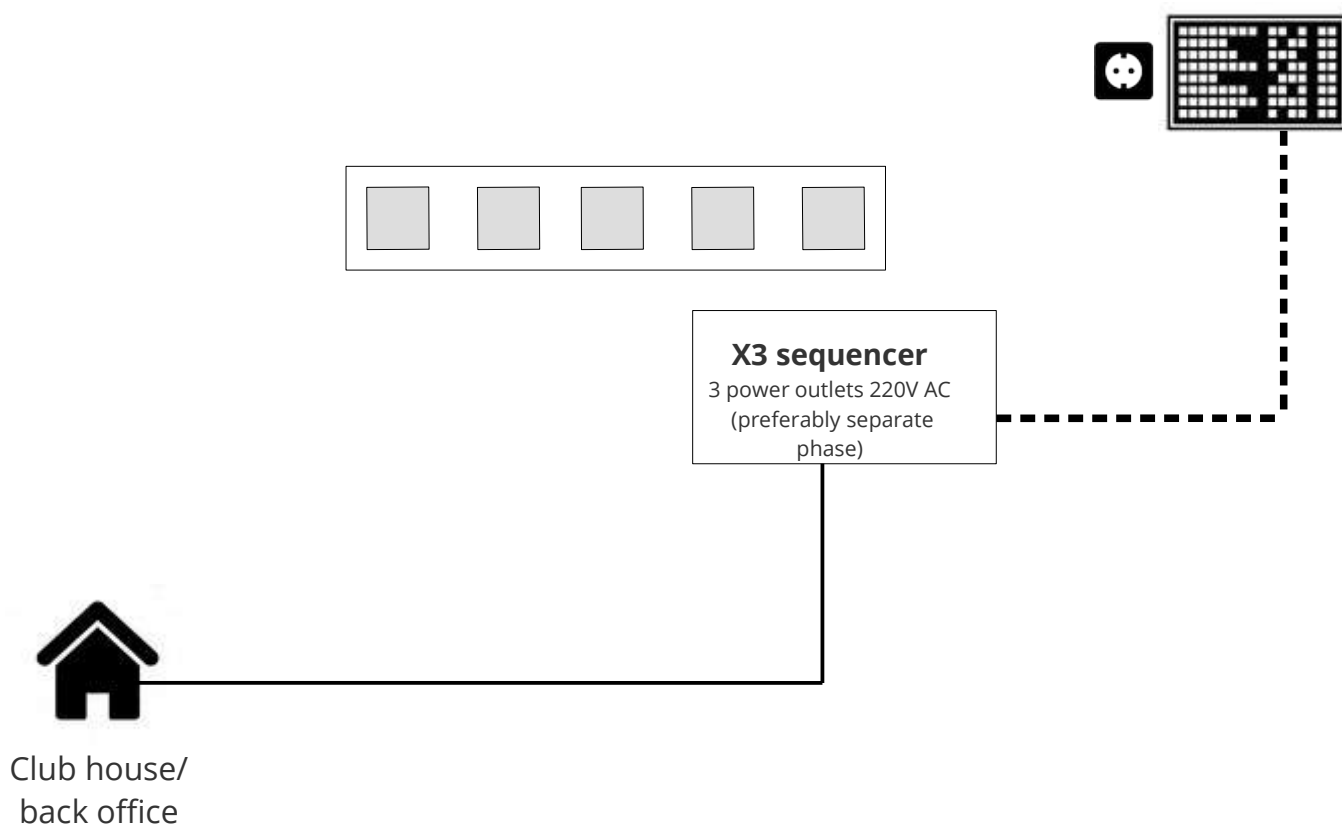 X3 sequencer
3 power outlets 220V AC
(preferably separate
phase)
Club house/
back office